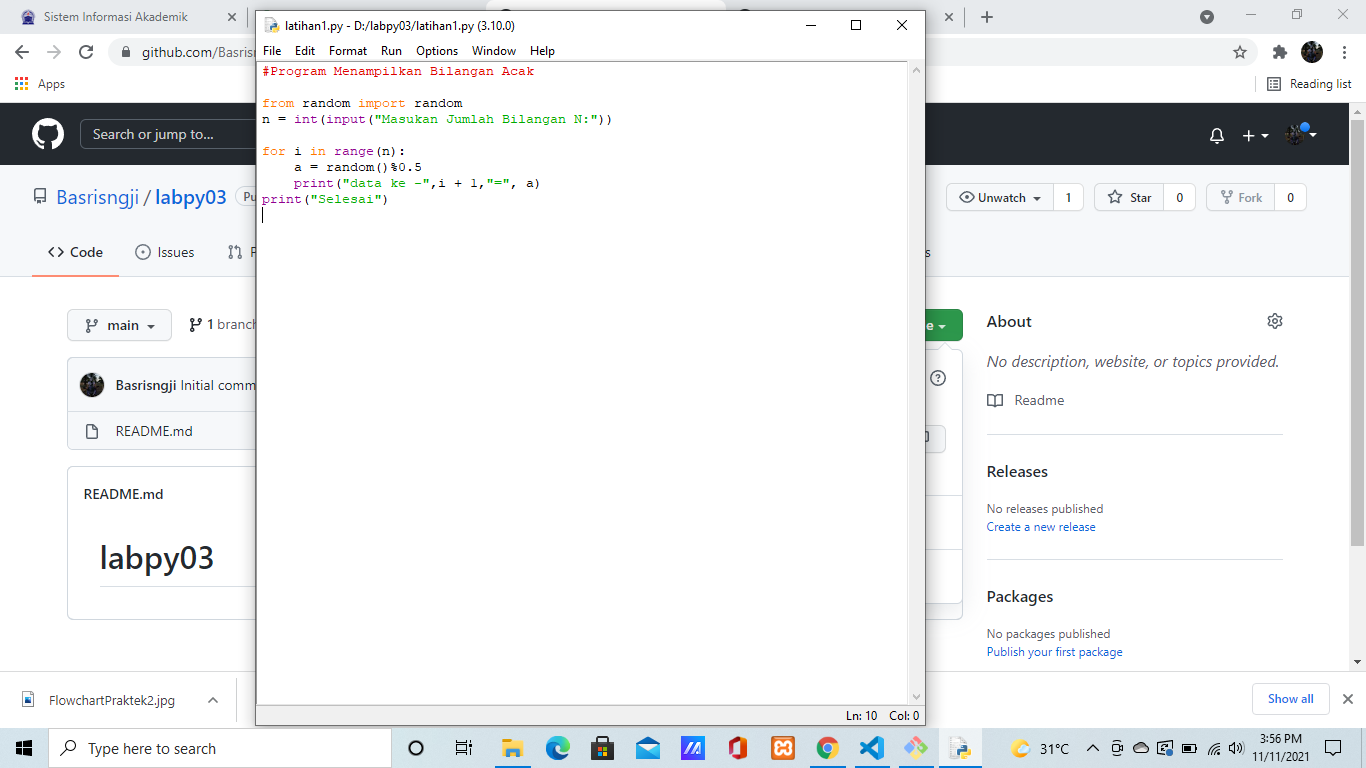 Sistem Informasi Akademik
latihan1.py - D:/labpy03/latihan1.py (3.10.0)
File Edit Format Run Options Window Help
github.com/Basrisn
Apps
Reading list
#Program Menampilkan Bilangan Acak
from random import random
n = int(input("Masukan Jumlah Bilangan N:"))
for i in range(n):
a = random()%0.5
print("data ke -",i + 1,"=", a)
print("Selesai")
Search or jump to...
Basrisngji / labpy03
Unwatch 1 Star 0 Fork 0
Code Issues
main 1 branch
About
No description, website, or topics provided.
Basrisngji Initial comm
Readme
README.md
Releases
README.md
No releases published
Create a new release
labpy03
Packages
No packages published
Publish your first package
FlowchartPraktek2.jpg
Show all
Ln: 10 Col: 0
Type here to search
31°C
3:56 PM
11/11/2021